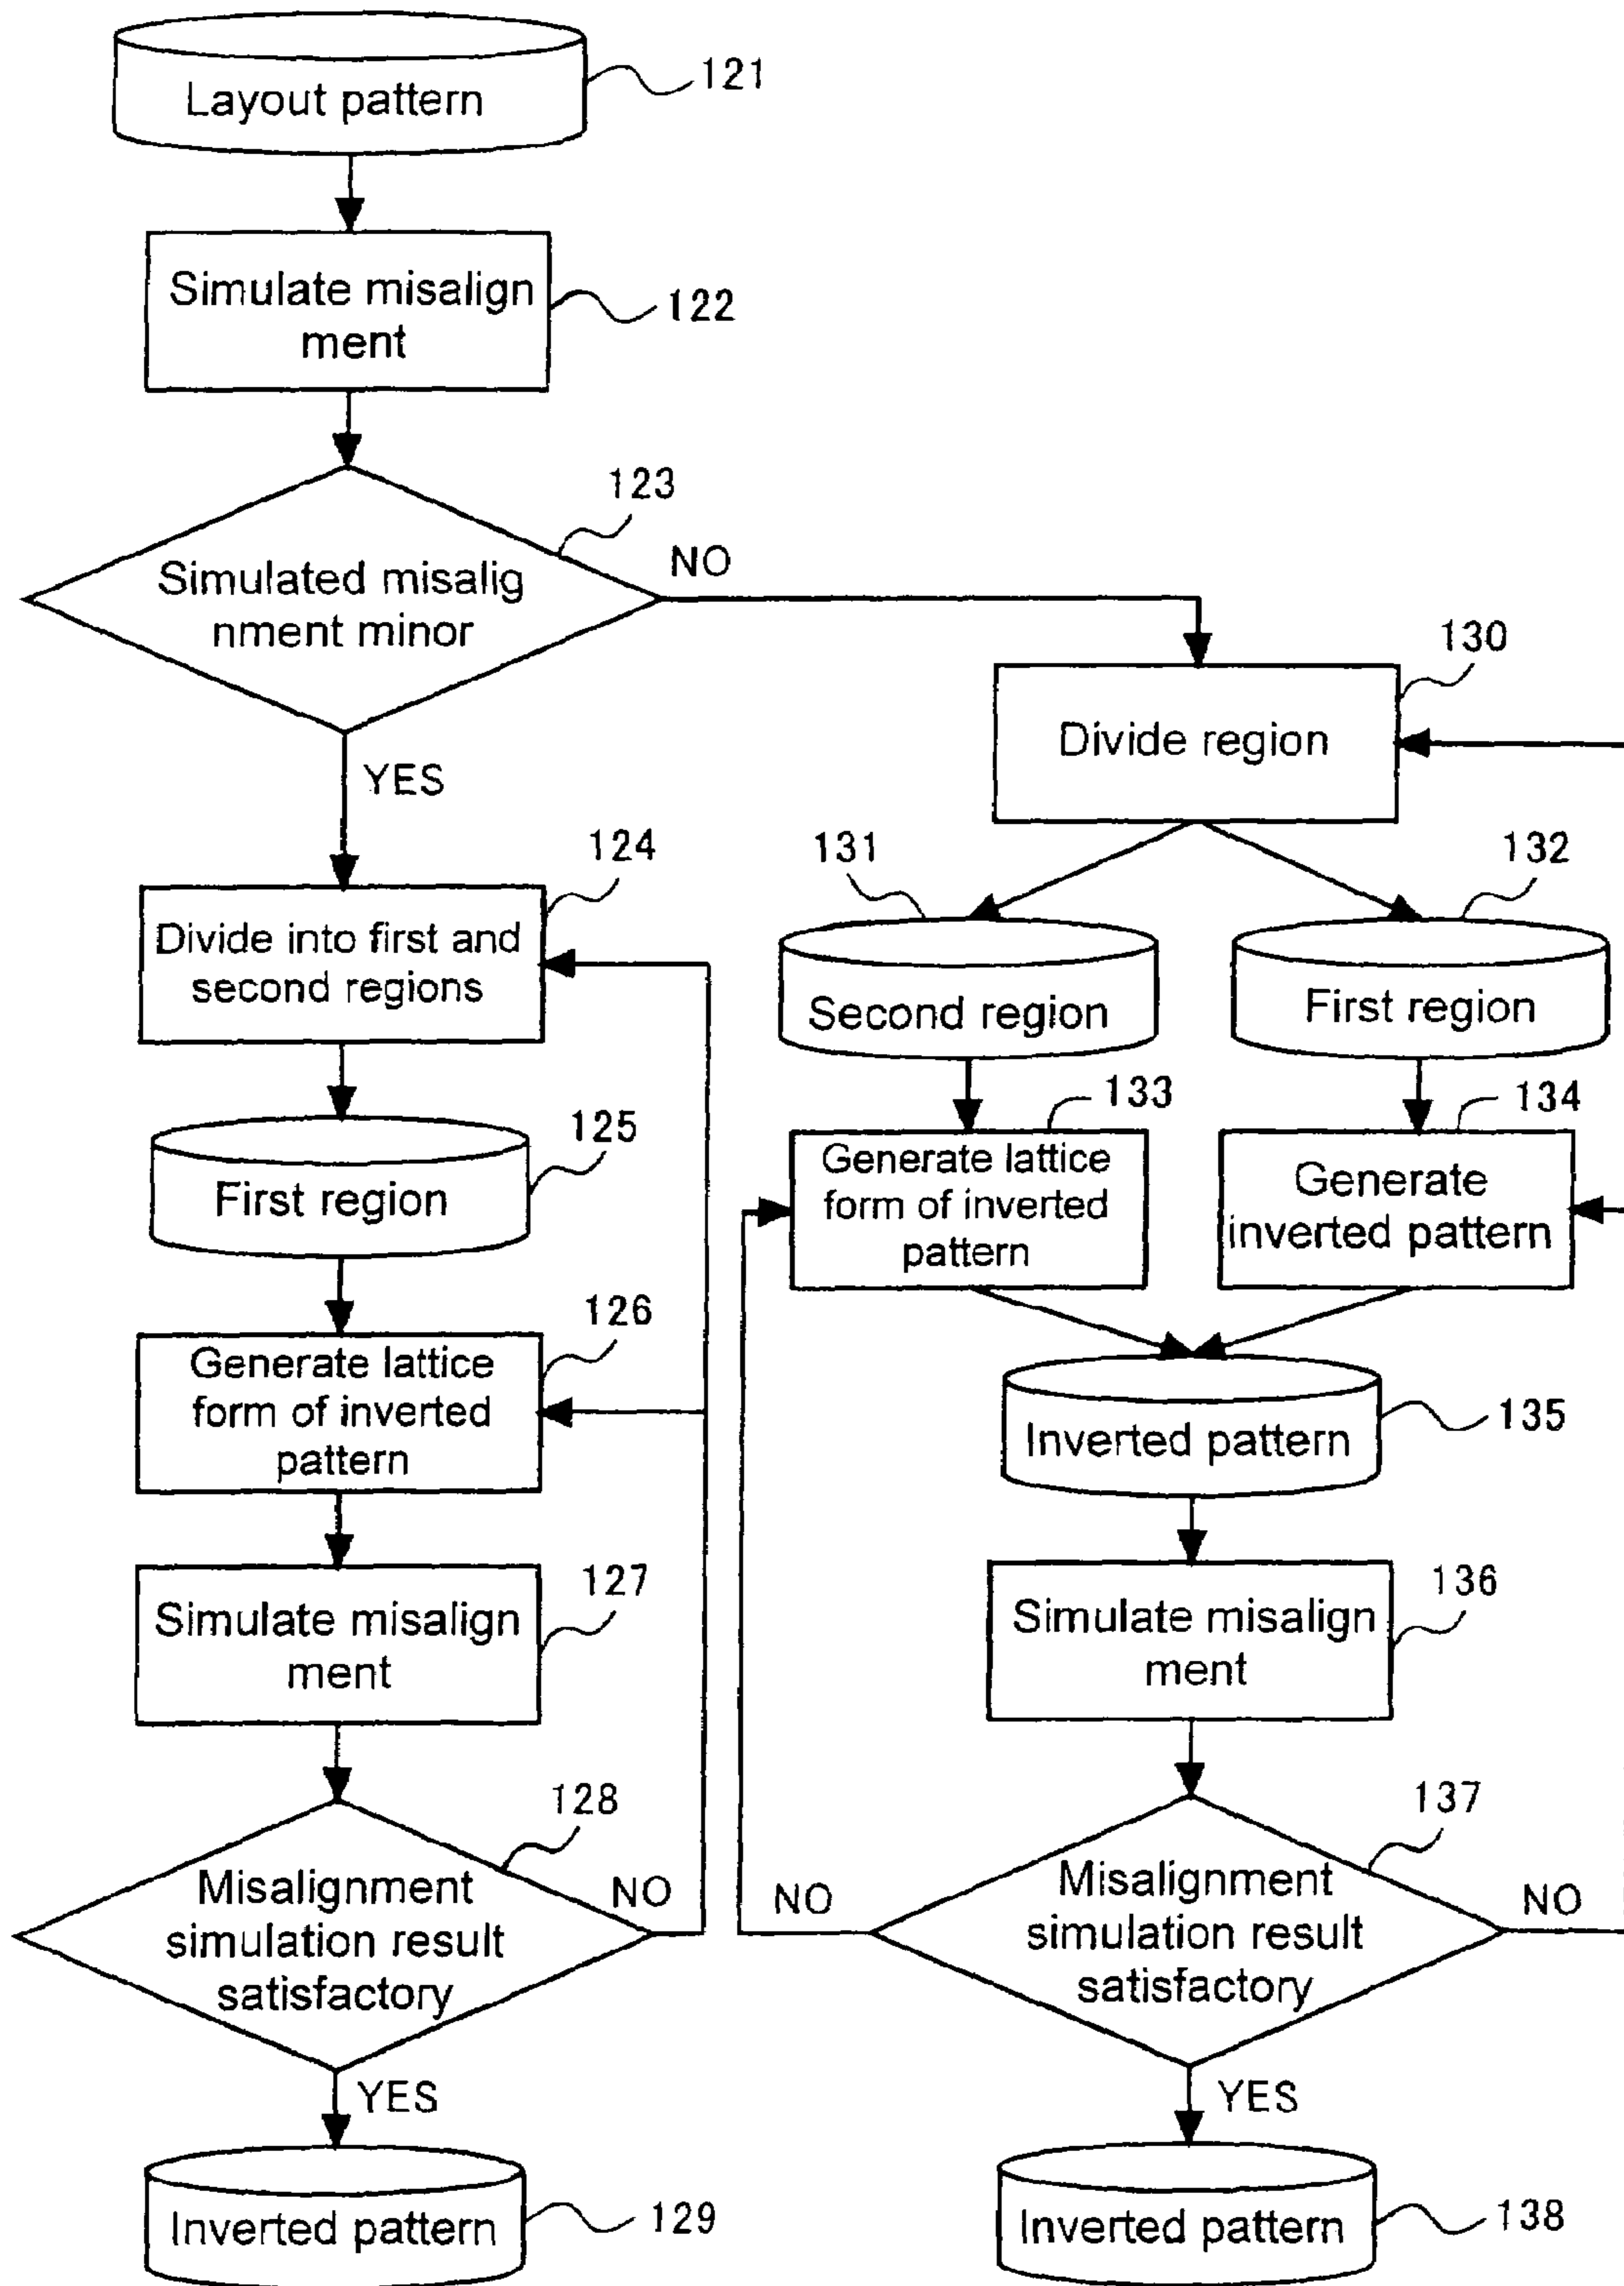 Layout pattern
121
Simulate misalign
ment
122
123
Simulated misalig
nment minor
NO
YES
130
Divide region
124
Divide into first and
second regions
131
132
Second region
First region
125
First region
133
134
Generate lattice
form of inverted
pattern
Generate
inverted pattern
126
Generate lattice
form of inverted
pattern
135
Inverted pattern
127
Simulate misalign
ment
136
Simulate misalign
ment
128
Misalignment
simulation result
satisfactory
NO
137
Misalignment
simulation result
satisfactory
NO
NO
YES
YES
Inverted pattern
129
Inverted pattern
138